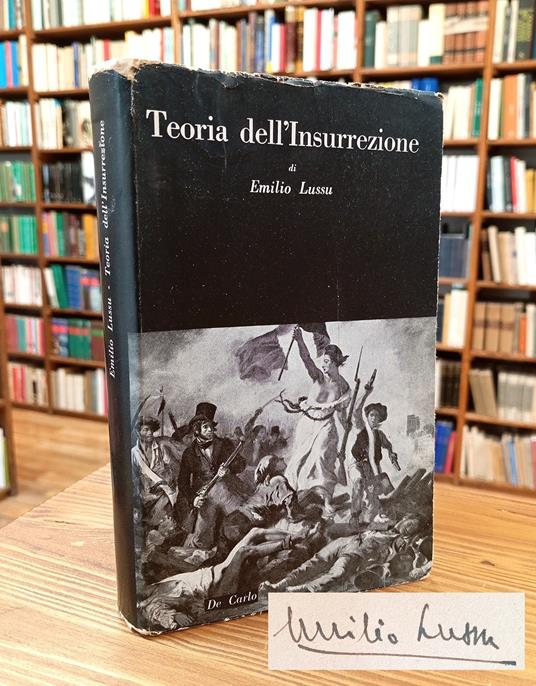 Teoria dell'Insurrezione
di
Emilio Lussu
Emilio Lussu - Teoria dell'Insurrezione
De Carlo
Emilio Lussu